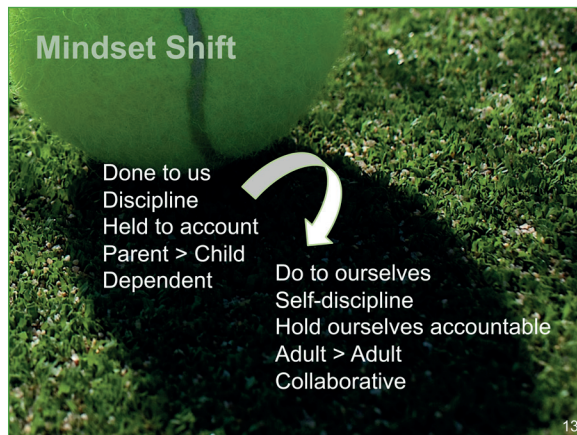 Mindset Shift
Done to us
Discipline
Held to account
Parent > Child
Dependent
Do to ourselves
Self-discipline
Hold ourselves accountable
Adult > Adult
Collaborative
13